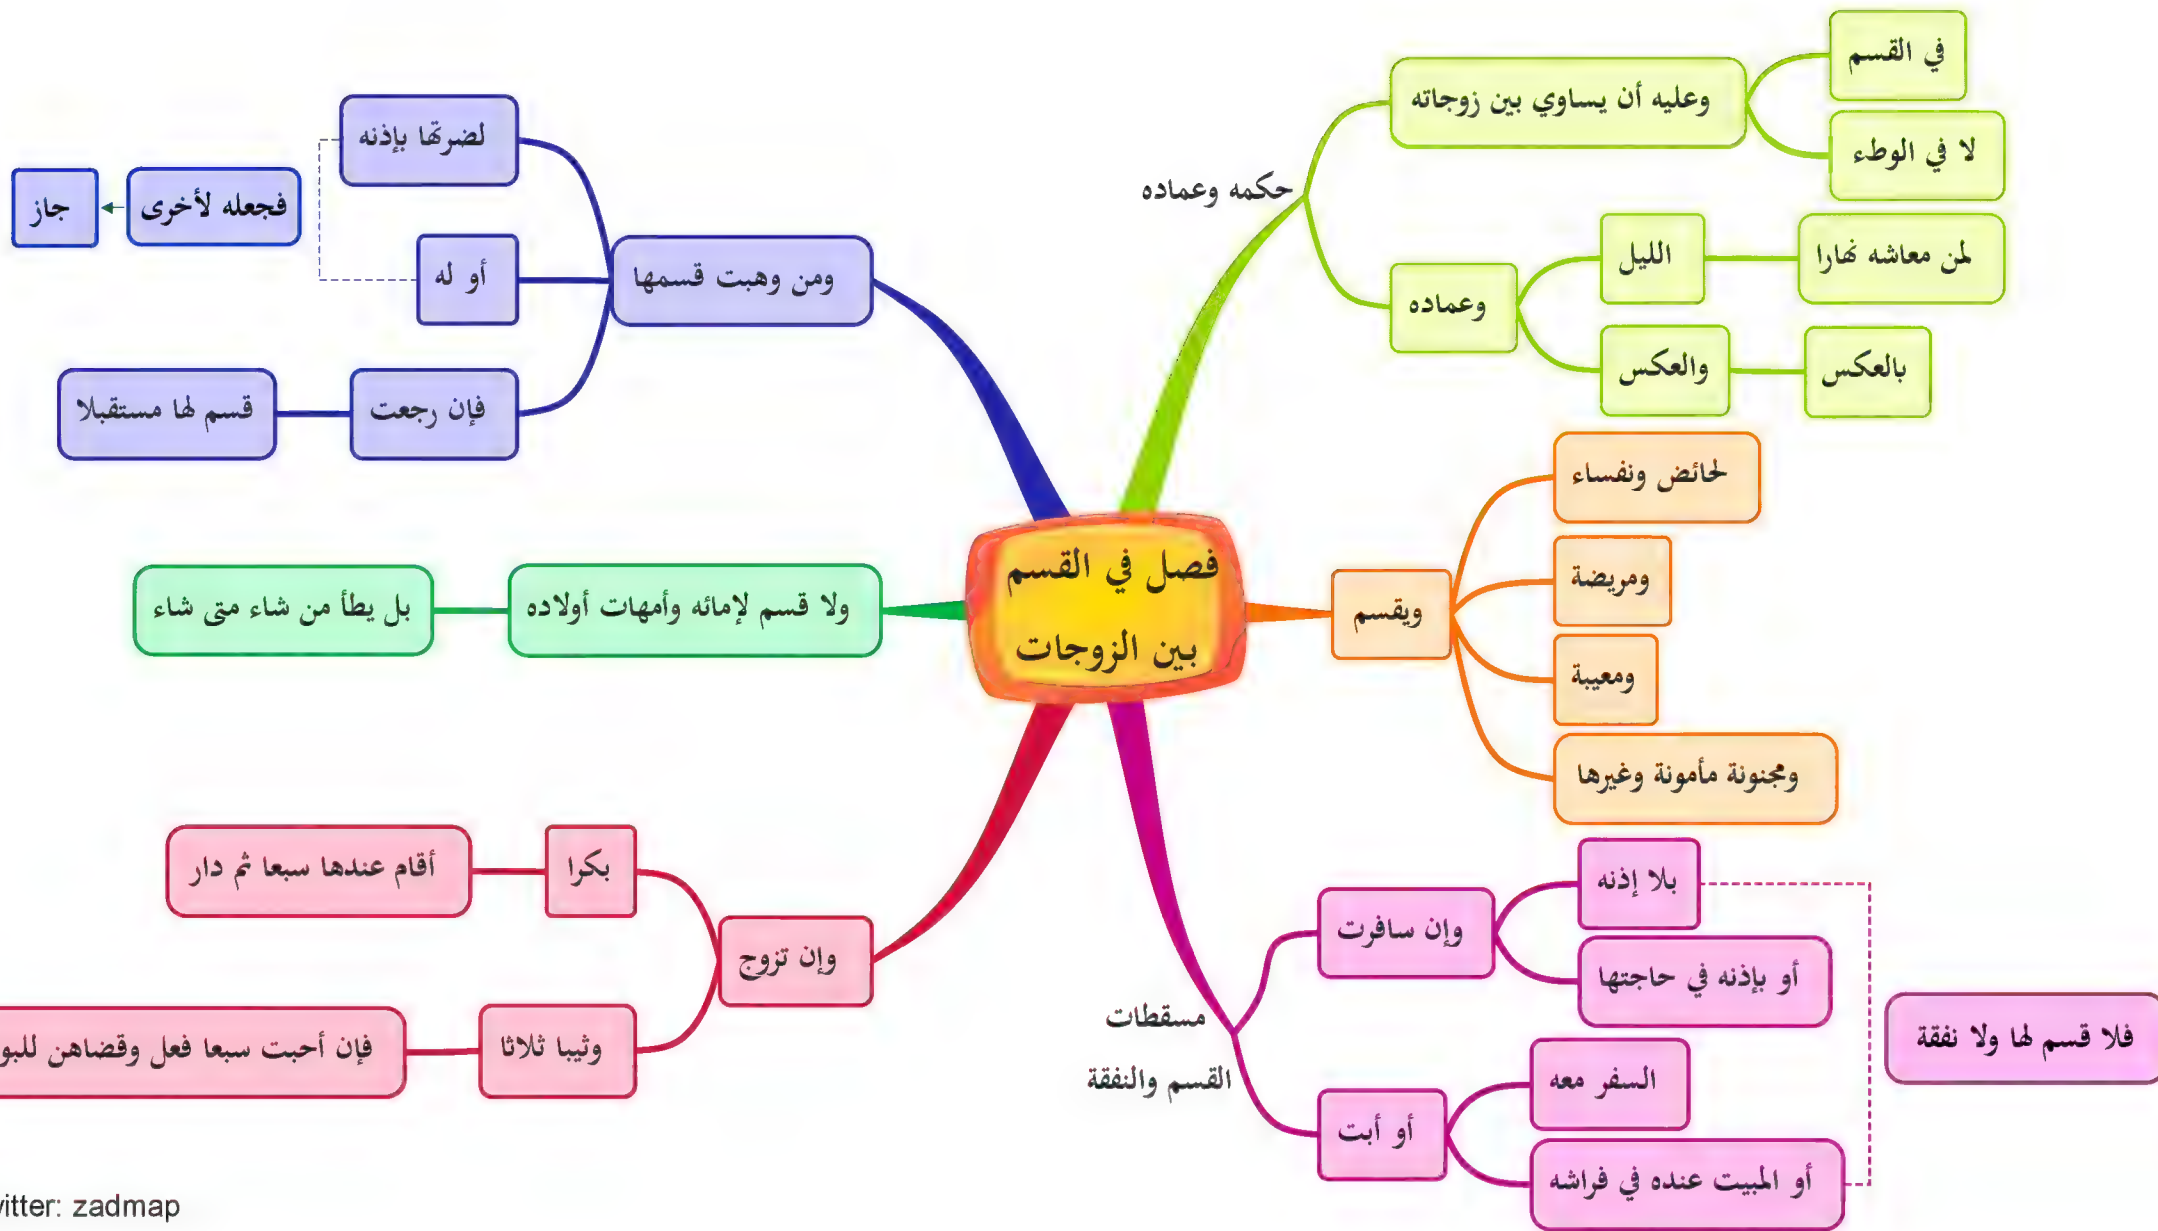 فصل في القسم
بين الزوجات
حكمه وعماده
وعليه أن يساوي بين زوجاته
في القسم
لا في الوطء
وعماده
الليل
لمن معاشه نهارا
والعكس
بالعكس
ويقسم
لحائض ونفساء
ومريضة
ومعيبة
ومجنونة مأمونة وغيرها
مسقطات
القسم والنفقة
وإن سافرت
بلا إذنه
أو بإذنه في حاجتها
أو أبت
السفر معه
أو المبيت عنده في فراشه
فلا قسم لها ولا نفقة
ومن وهبت قسمها
لضرتها بإذنه
أو له
فجعله لأخرى
جاز
فإن رجعت
قسم لها مستقبلا
ولا قسم لإمائه وأمهات أولاده
بل يطأ من شاء متى شاء
وإن تزوج
بكرا
أقام عندها سبعا ثم دار
وثيبا ثلاثا
فإن أحبت سبعا فعل وقضاهن للبو
itter: zadmap